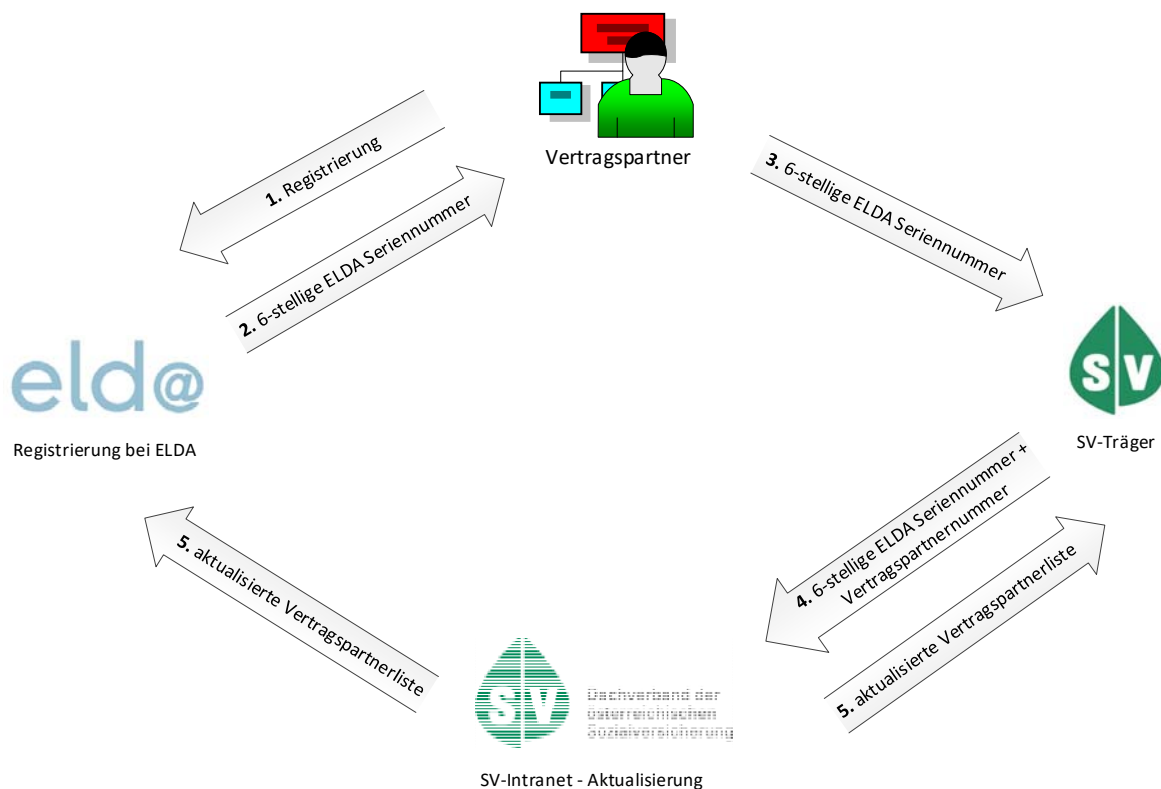 Vertragspartner
1. Registrierung
2. 6-stellige ELDA Seriennummer
3. 6-stellige ELDA Seriennummer
eld@
Registrierung bei ELDA
SV
SV-Träger
4. 6-stellige ELDA Seriennummer +
Vertragspartnernummer
5. aktualisierte Vertragspartnerliste
5. aktualisierte Vertragspartnerliste
SV
Dachverband der
österreichischen
Sozialversicherung
SV-Intranet - Aktualisierung